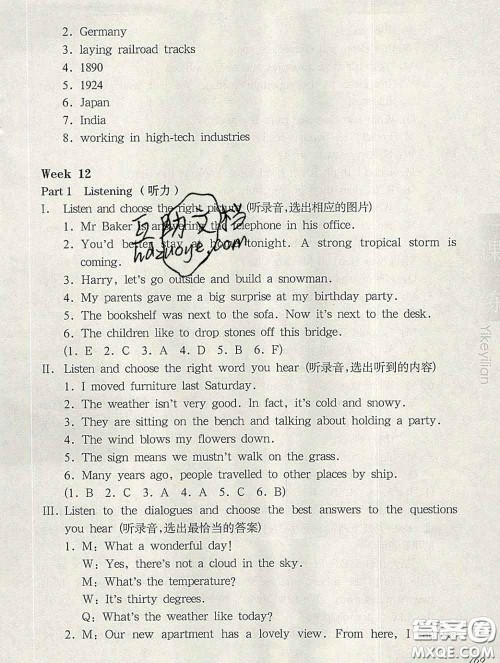 2. Germany
3. laying railroad tracks
4. 1890
5. 1924
6. Japan
7. India
8. working in high-tech industries
Week 12
Part 1 Listening (听力)
I. Listen and choose the right picture (听录音,选出相应的图片)
1. Mr Baker is answering the telephone in his office.
2. You'd better stay at home tonight. A strong tropical storm is
coming.
3. Harry, let's go outside and build a snowman.
4. My parents gave me a big surprise at my birthday party.
5. The bookshelf was next to the sofa. Now it's next to the desk.
6. The children like to drop stones off this bridge.
(1. E 2. C 3. A 4. F 5. G 6. B)
II. Listen and choose the right word you hear (听录音,选出听到的内容)
1. I moved furniture last Saturday.
2. The weather isn't very good. In fact, it's cold and snowy.
3. They are sitting on the bench and talking about holding a party.
4. The wind blows my flowers down.
5. The sign means we mustn't walk on the grass.
6. Many years ago, people travelled to other places by ship.
(1. B 2. C 3. A 4. A 5. C 6. B)
III. Listen to the dialogues and choose the best answers to the questions
you hear (听录音,选出最恰当的答案)
1. M: What a wonderful day!
W: Yes, there's not a cloud in the sky.
M: What's the temperature?
W: It's thirty degrees.
Q: What's the weather like today?
2. M: Our new apartment has a lovely view. From here, I
互助文档
hdzuoye.com
Yikeyilian
答案圈
MXQE.COM